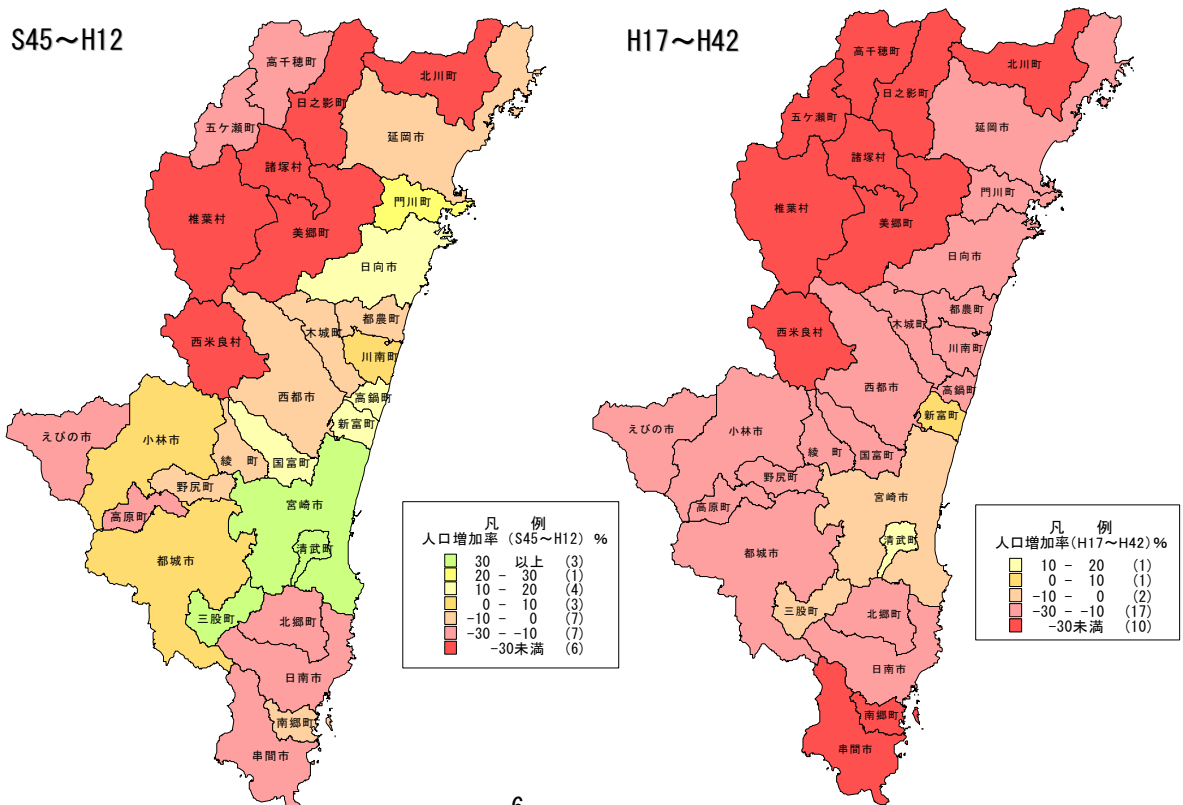 S45～H12
高千穂町
北川町
日之影町
五ケ瀬町
延岡市
諸塚村
門川町
椎葉村
美郷町
日向市
都農町
木城町
西米良村
川南町
西都市
高鍋町
新富町
えびの市
小林市
綾 町
国富町
野尻町
宮崎市
高原町
清武町
都城市
三股町
北郷町
日南市
南郷町
串間市
凡 例
人口増加率（S45～H12）%
30 以上 (3)
20 － 30 (1)
10 － 20 (4)
0 － 10 (3)
-10 － 0 (7)
-30 － -10 (7)
-30未満 (6)
H17～H42
高千穂町
北川町
日之影町
五ケ瀬町
延岡市
諸塚村
門川町
椎葉村
美郷町
日向市
都農町
木城町
西米良村
川南町
西都市
高鍋町
新富町
えびの市
小林市
綾 町
国富町
野尻町
宮崎市
高原町
清武町
都城市
三股町
北郷町
日南市
南郷町
串間市
凡 例
人口増加率(H17～H42)%
10 － 20 (1)
0 － 10 (1)
-10 － 0 (2)
-30 － -10 (17)
-30未満 (10)
6